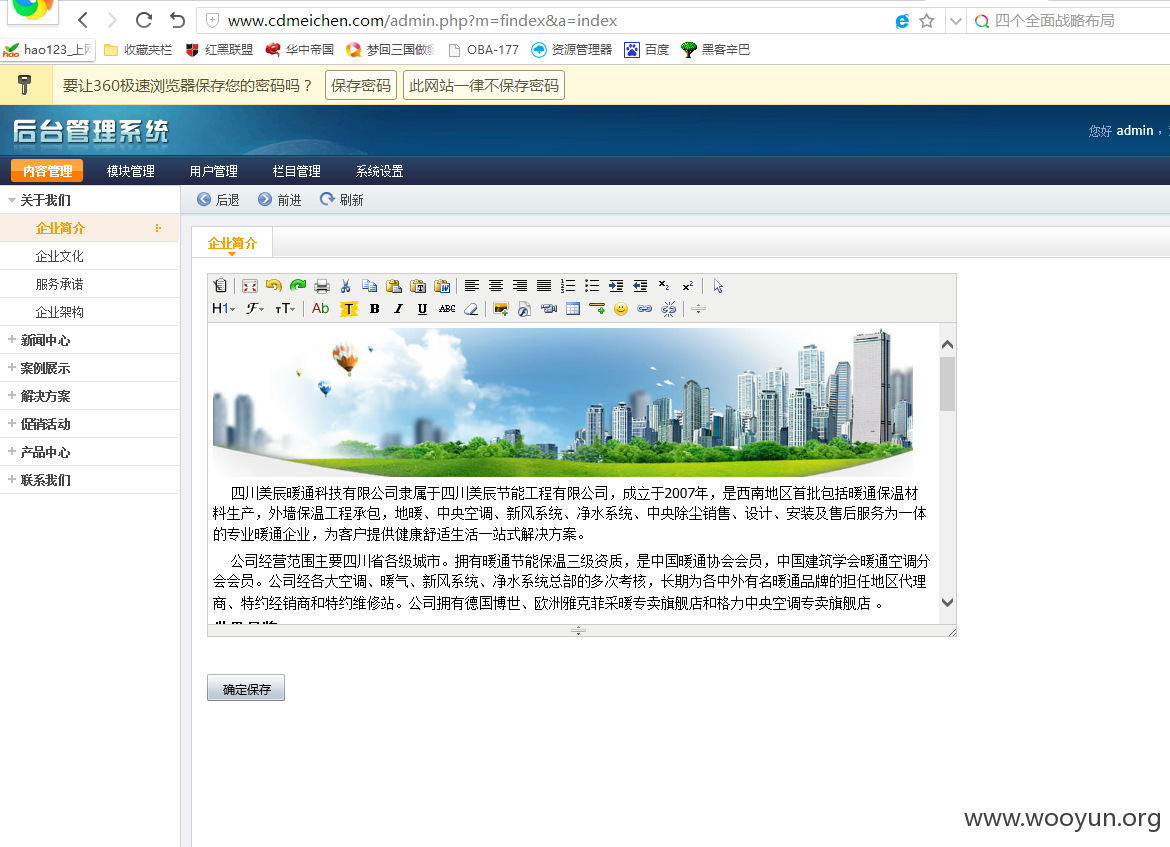 www.cdmeichen.com/admin.php?m=findex&a=index
四个全面战略布局
hao123_上网
收藏夹栏
红黑联盟
华中帝国
梦回三国做
OBA-177
资源管理器
百度
黑客辛巴
要让360极速浏览器保存您的密码吗？
保存密码
此网站一律不保存密码
后台管理系统
您好 admin，
内容管理
模块管理
用户管理
栏目管理
系统设置
关于我们
后退
前进
刷新
企业简介
企业文化
服务承诺
企业架构
新闻中心
案例展示
解决方案
促销活动
产品中心
联系我们
企业简介
H1
F
тT
Ab
T
B
I
U
ABC
四川美辰暖通科技有限公司隶属于四川美辰节能工程有限公司，成立于2007年，是西南地区首批包括暖通保温材
料生产，外墙保温工程承包，地暖、中央空调、新风系统、净水系统、中央除尘销售、设计、安装及售后服务为一体
的专业暖通企业，为客户提供健康舒适生活一站式解决方案。
公司经营范围主要四川省各级城市。拥有暖通节能保温三级资质，是中国暖通协会会员，中国建筑学会暖通空调分
会会员。公司经各大空调、暖气、新风系统、净水系统总部的多次考核，长期为各中外有名暖通品牌的担任地区代理
商、特约经销商和特约维修站。公司拥有德国博世、欧洲雅克菲采暖专卖旗舰店和格力中央空调专卖旗舰店 。
确定保存
www.wooyun.org